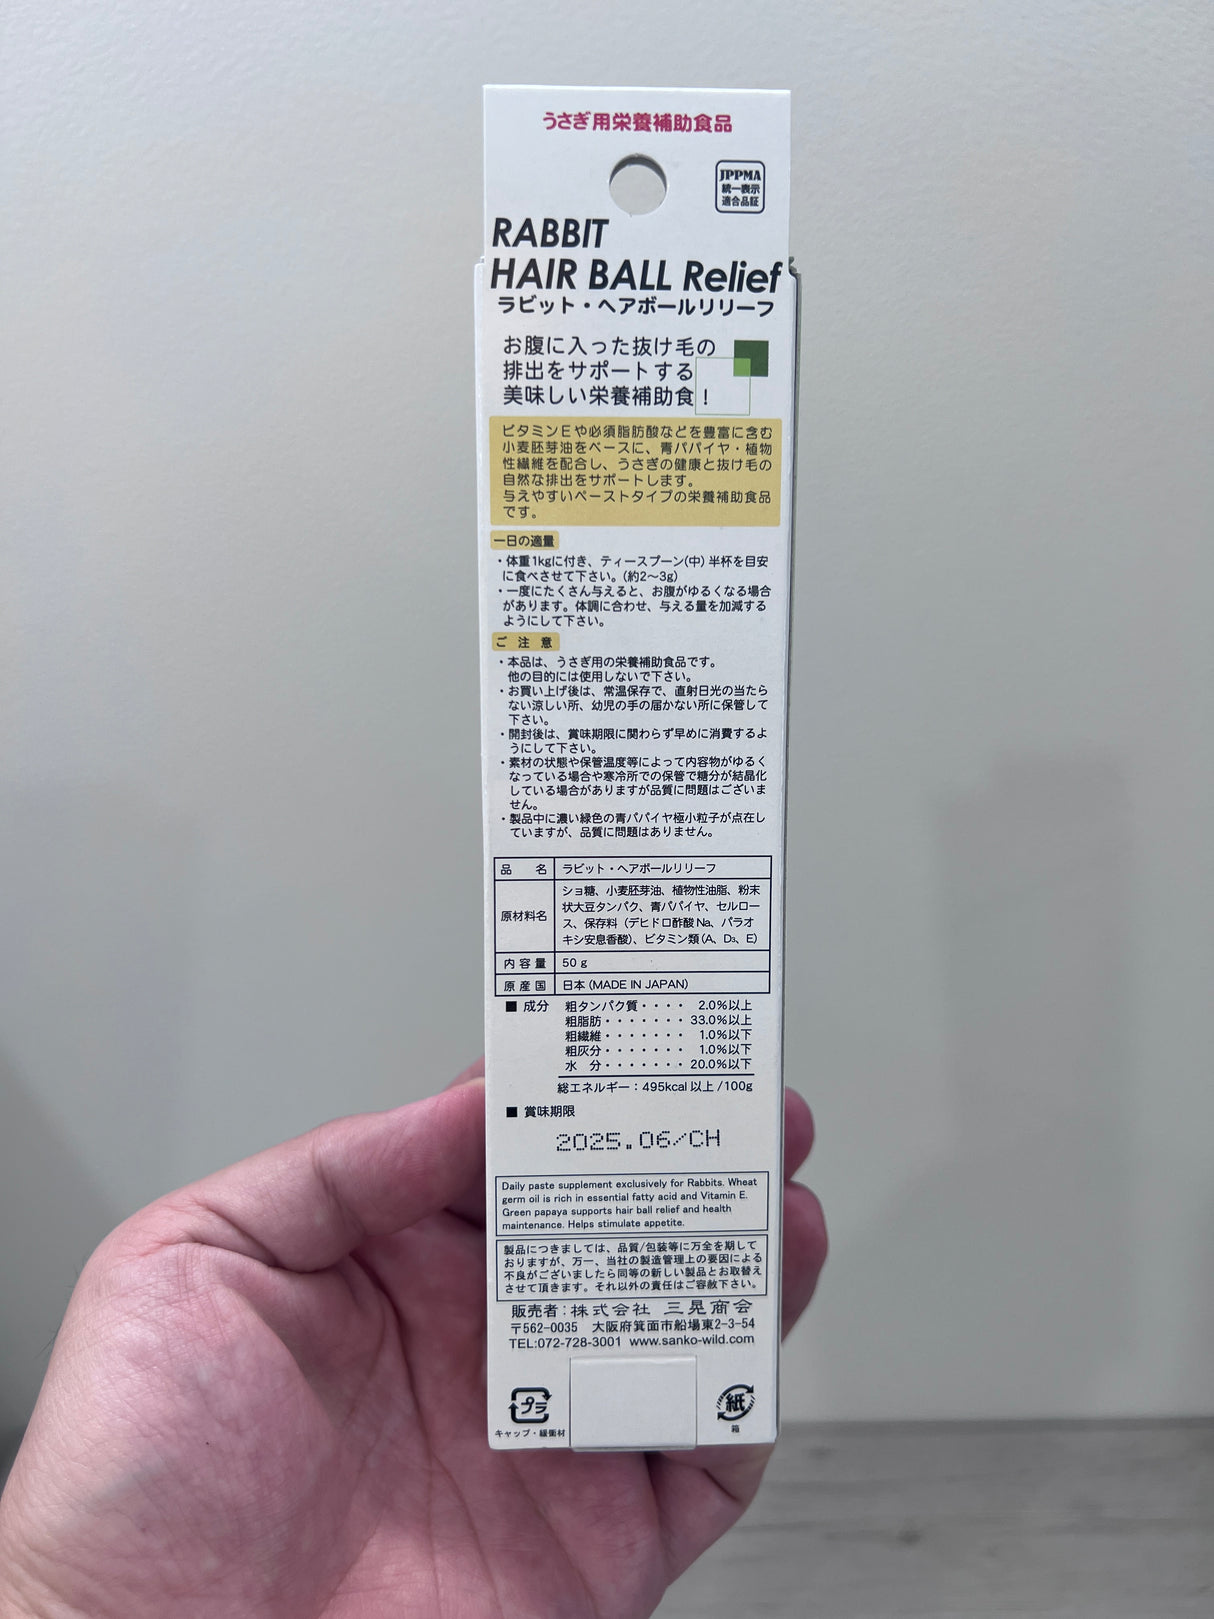 うさぎ用栄養補助食品
JPPMA
統一表示
適合品証
RABBIT
HAIR BALL Relief
ラビット・ヘアボールリリーフ
お腹に入った抜け毛の
排出をサポートする
美味しい栄養補助食!
ビタミンEや必須脂肪酸などを豊富に含む
小麦胚芽油をベースに、青パパイヤ・植物
性繊維を配合し、うさぎの健康と抜け毛の
自然な排出をサポートします。
与えやすいペーストタイプの栄養補助食品
です。
一日の適量
・体重1kgに付き、ティースプーン(中)半杯を目安
に食べさせて下さい。(約2〜3g)
・一度にたくさん与えると、お腹がゆるくなる場合
があります。体調に合わせ、与える量を加減する
ようにして下さい。
ご注意
・本品は、うさぎ用の栄養補助食品です。
他の目的には使用しないで下さい。
・お買い上げ後は、常温保存で、直射日光の当たら
ない涼しい所、幼児の手の届かない所に保管して
下さい。
・開封後は、賞味期限に関わらず早めに消費するよ
うにして下さい。
・素材の状態や保管温度等によって内容物がゆるく
なっている場合や寒冷所での保管で糖分が結晶化
している場合がありますが品質に問題はございま
せん。
・製品中に濃い緑色の青パパイヤ極小粒子が点在し
ていますが、品質に問題はありません。
品名 ラビット・ヘアボールリリーフ
原材料名 ショ糖、小麦胚芽油、植物性油脂、粉末
状大豆タンパク、青パパイヤ、セルロー
ス、保存料(デヒドロ酢酸Na、パラオ
キシ安息香酸)、ビタミン類(A、D₃、E)
内容量 50g
原産国 日本(MADE IN JAPAN)
■成分 粗タンパク質・・・・ 2.0%以上
粗脂肪・・・・・・・ 33.0%以上
粗繊維・・・・・・・ 1.0%以下
粗灰分・・・・・・・ 1.0%以下
水 分・・・・・・・ 20.0%以下
総エネルギー:495kcal以上/100g
■賞味期限
2025.06/CH
Daily paste supplement exclusively for Rabbits. Wheat
germ oil is rich in essential fatty acid and Vitamin E.
Green papaya supports hair ball relief and health
maintenance. Helps stimulate appetite.
製品につきましては、品質/包装等に万全を期して
おりますが、万一、当社の製造管理上の要因による
不良がございましたら同等の新しい製品とお取替え
させて頂きます。それ以外の責任はご容赦下さい。
販売者:株式会社 三晃商会
〒562-0035 大阪府箕面市船場東2-3-54
TEL:072-728-3001 www.sanko-wild.com
プラ
キャップ・緩衝材
紙
箱